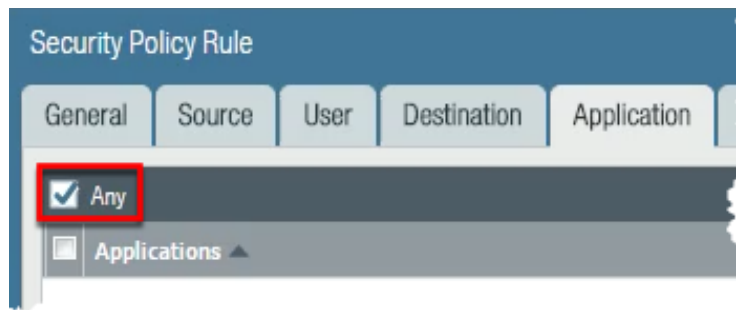 Security Policy Rule
General Source User Destination Application
Any
Applications